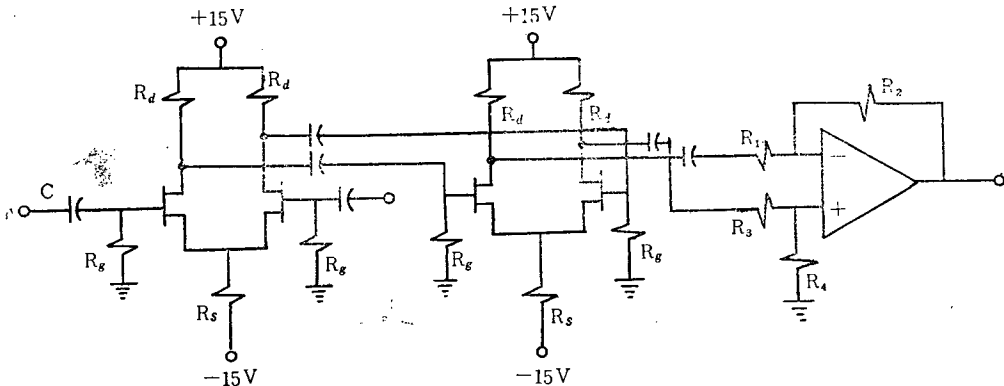 +15V
+15V
R_d
R_d
R_d
R_d
R_2
R_1
C
R_3
R_g
R_g
R_g
R_g
R_4
R_s
R_s
−
+
−15V
−15V